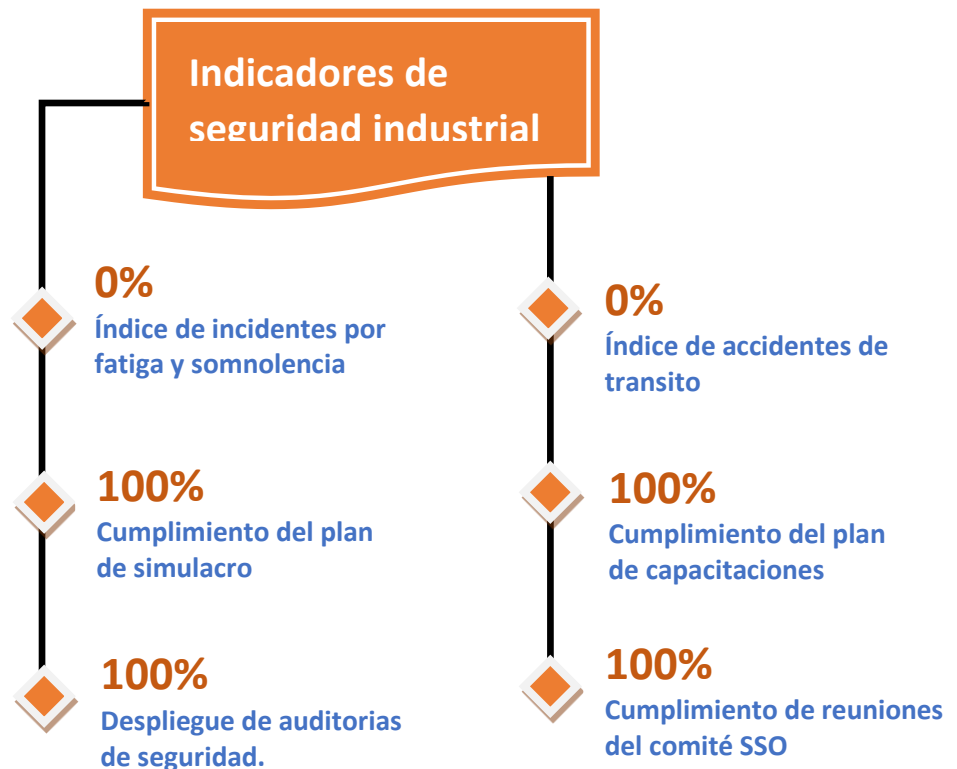 Indicadores de
seguridad industrial
0%
Índice de incidentes por
fatiga y somnolencia
100%
Cumplimiento del plan
de simulacro
100%
Despliegue de auditorias
de seguridad.
0%
Índice de accidentes de
transito
100%
Cumplimiento del plan
de capacitaciones
100%
Cumplimiento de reuniones
del comité SSO